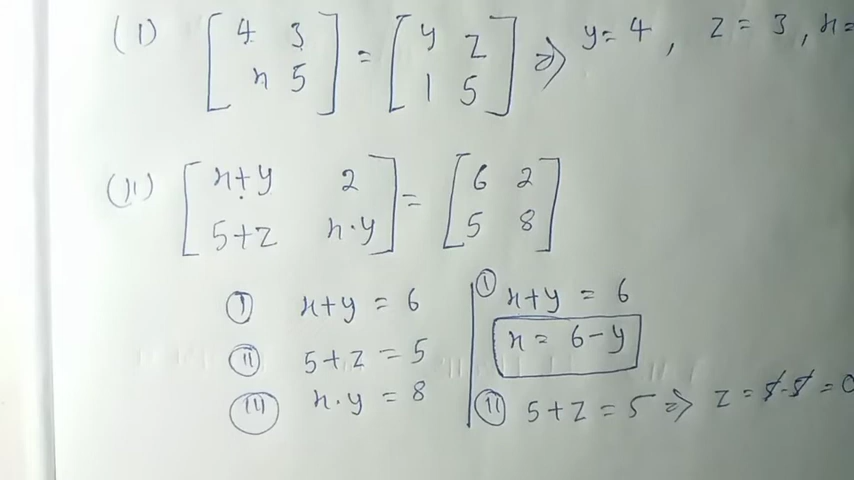 (I) [4 3 x 5] = [y z 1 5] ⇒ y = 4, z = 3, x =
(II) [x+y 2 5+z x·y] = [6 2 5 8]
(I) x+y = 6
(II) 5+z = 5
(III) x·y = 8
(I) x+y = 6
x = 6-y
(II) 5+z = 5 ⇒ z = 5-5 = 0